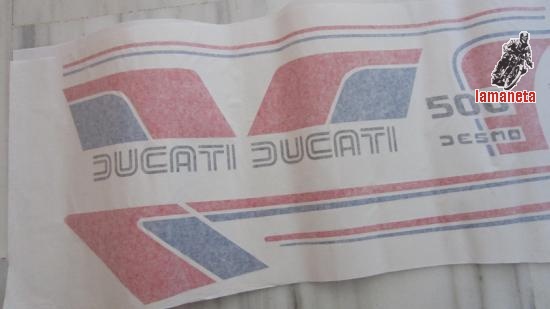 lamaneta
DUCATI DUCATI
500
DESMO